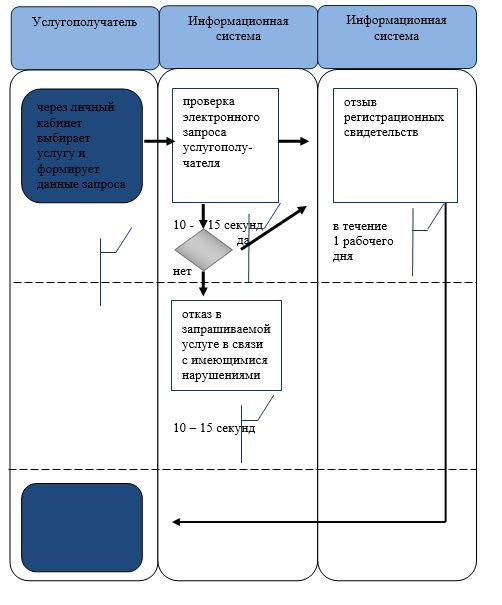 Услугополучатель
Информационная
система
Информационная
система
через личный
кабинет
выбирает
услугу и
формирует
данные запроса
проверка
электронного
запроса
услугополу-
чателя
отзыв
регистрационных
свидетельств
10 - 15 секунд
да
нет
в течение
1 рабочего
дня
отказ в
запрашиваемой
услуге в связи
с имеющимися
нарушениями
10 – 15 секунд